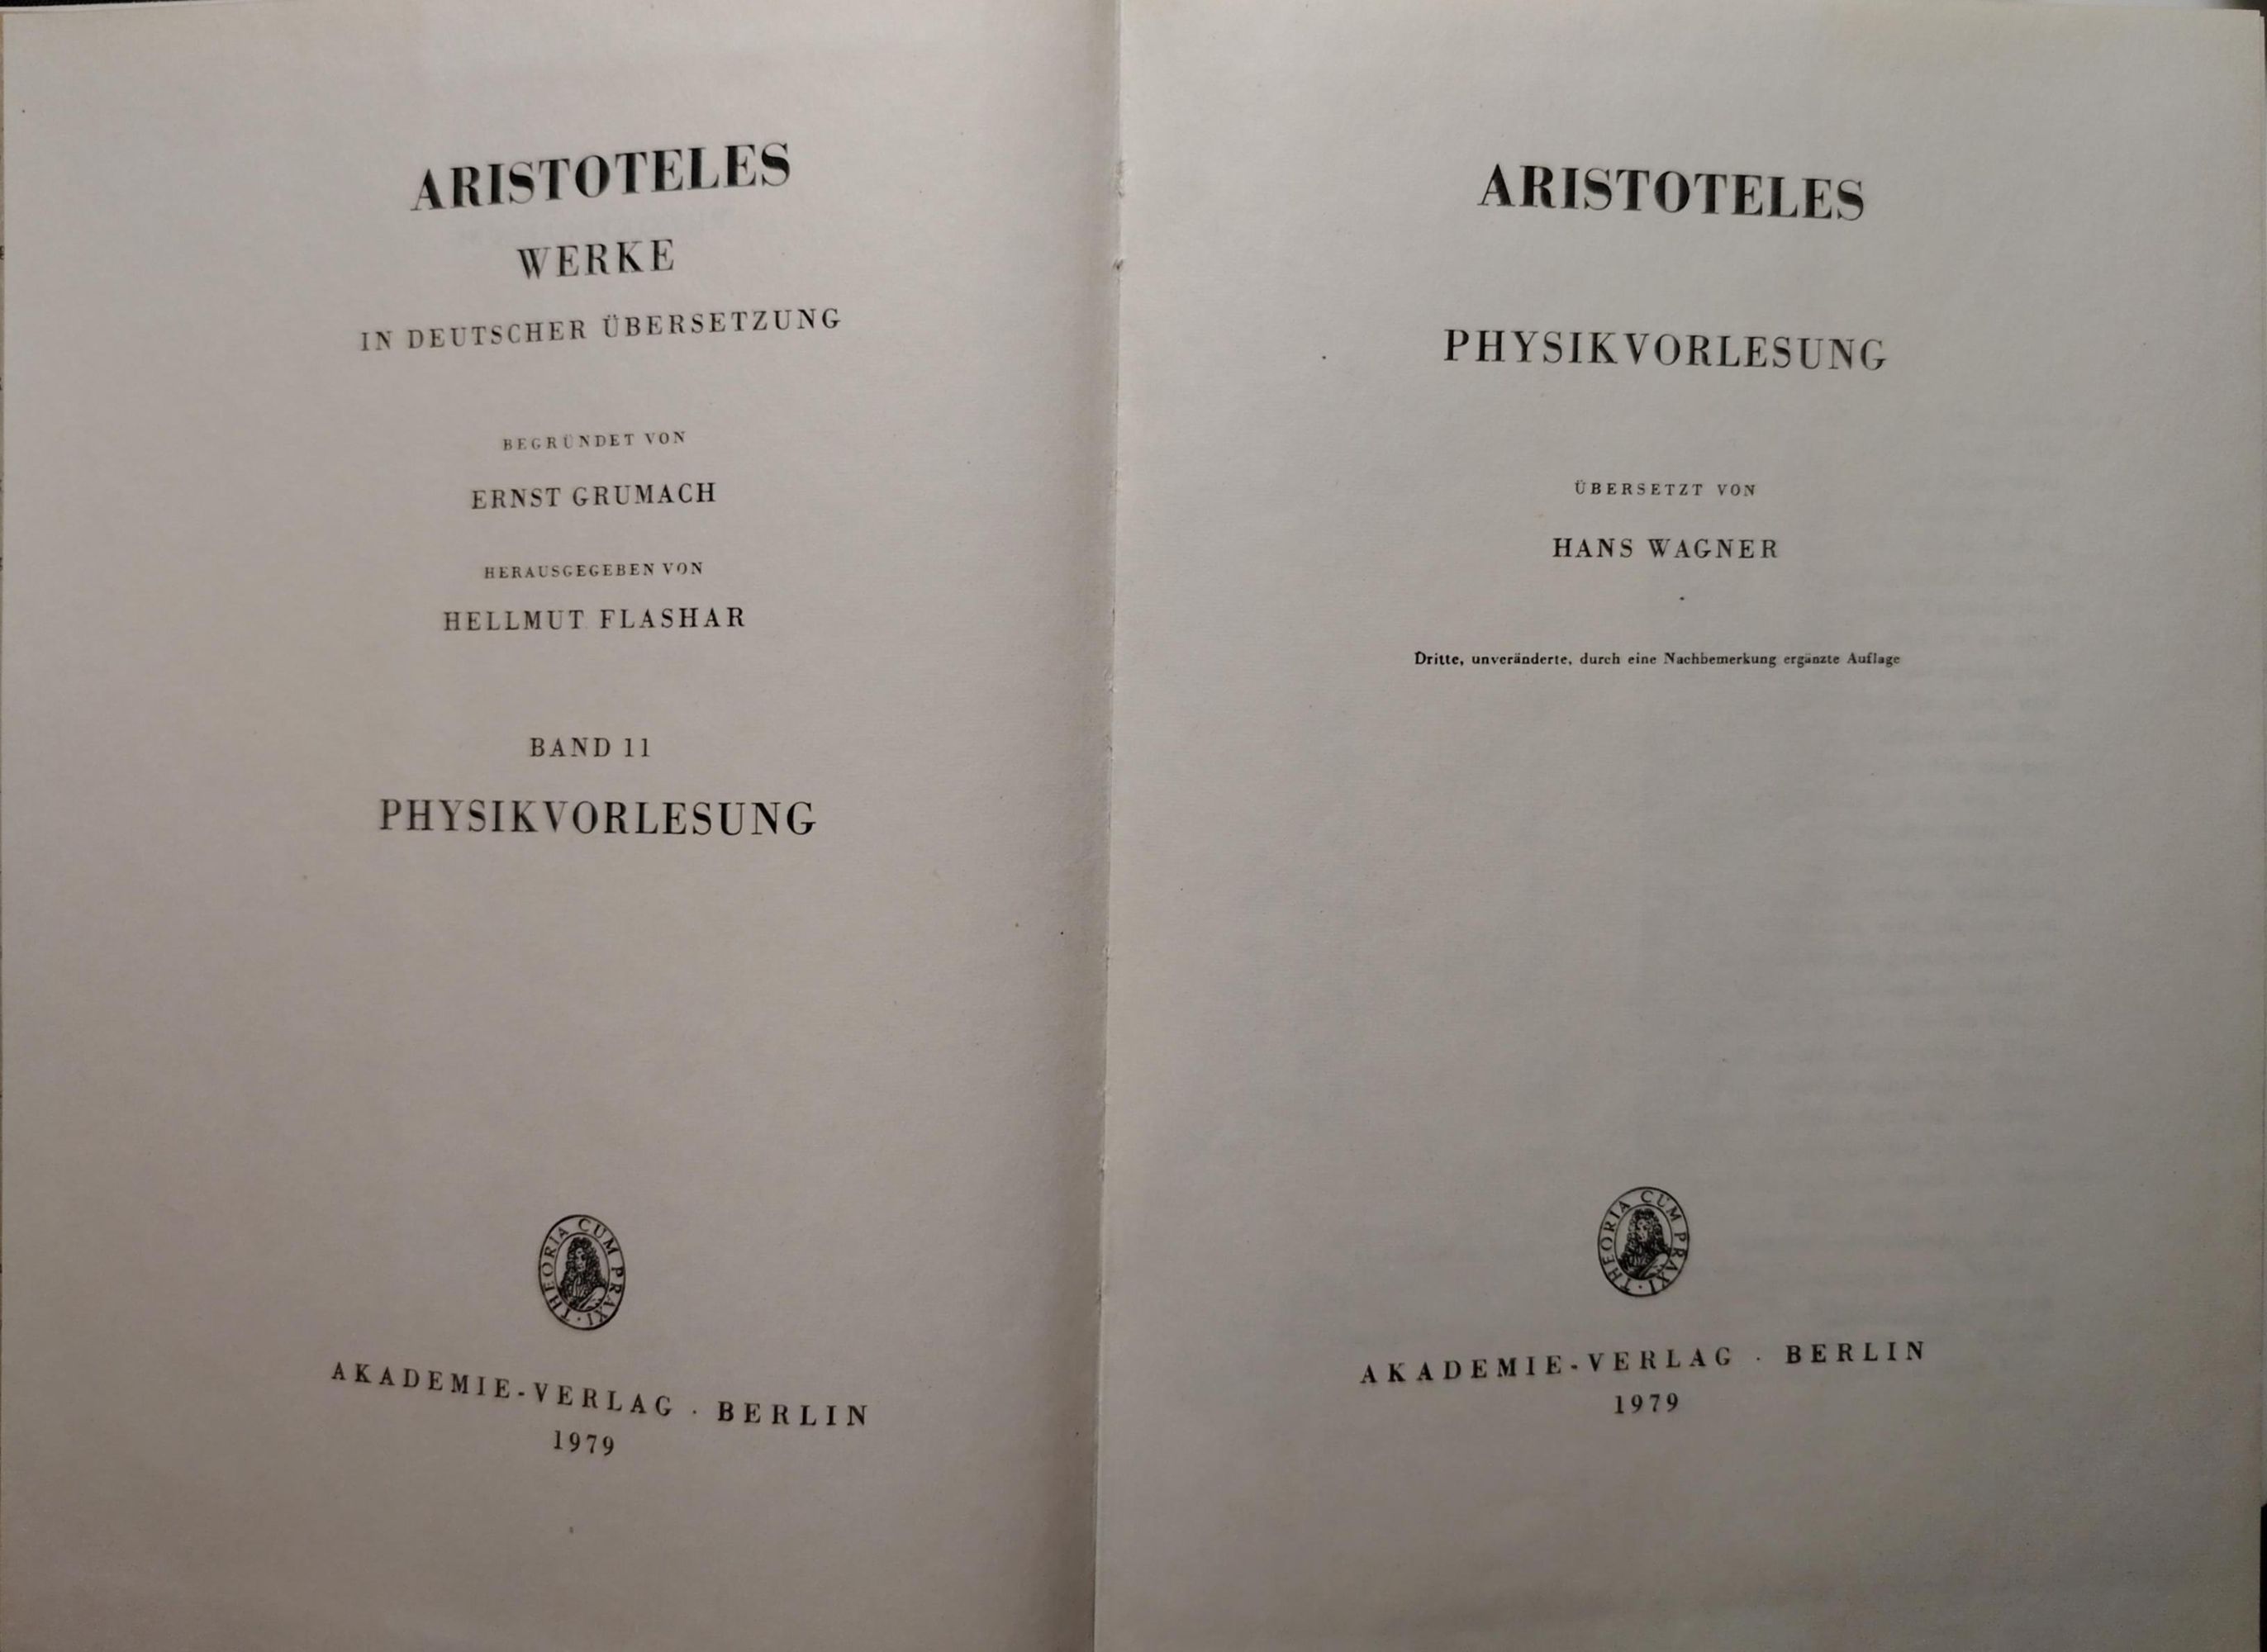 ARISTOTELES
WERKE
IN DEUTSCHER ÜBERSETZUNG
BEGRÜNDET VON
ERNST GRUMACH
HERAUSGEGEBEN VON
HELLMUT FLASHAR
BAND 11
PHYSIKVORLESUNG
THEORIA CUM PRAXI ·
AKADEMIE-VERLAG · BERLIN
1979
ARISTOTELES
PHYSIKVORLESUNG
ÜBERSETZT VON
HANS WAGNER
Dritte, unveränderte, durch eine Nachbemerkung ergänzte Auflage
THEORIA CUM PRAXI ·
AKADEMIE-VERLAG · BERLIN
1979